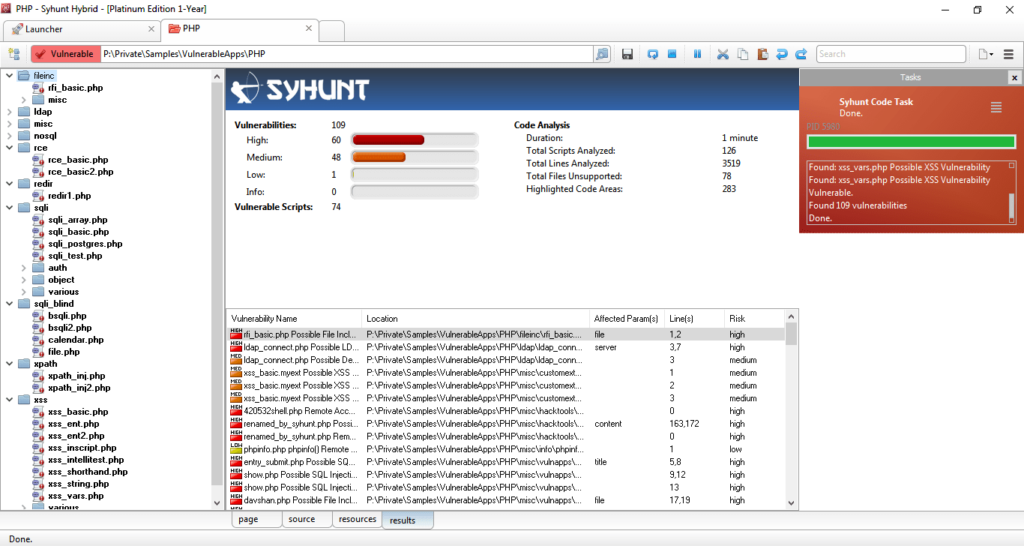 PHP - Syhunt Hybrid - [Platinum Edition 1-Year]
Launcher
PHP
Vulnerable
P:\Private\Samples\VulnerableApps\PHP
Search
fileinc
rfi_basic.php
misc
ldap
misc
nosql
rce
rce_basic.php
rce_basic2.php
redir
redir1.php
sqli
sqli_array.php
sqli_basic.php
sqli_postgres.php
sqli_test.php
auth
object
various
sqli_blind
bsqli.php
bsqli2.php
calendar.php
file.php
xpath
xpath_inj.php
xpath_inj2.php
xss
xss_basic.php
xss_ent.php
xss_ent2.php
xss_inscript.php
xss_intellitest.php
xss_shorthand.php
xss_string.php
xss_vars.php
various
SYHUNT
Vulnerabilities: 109
High: 60
Medium: 48
Low: 1
Info: 0
Vulnerable Scripts: 74
Code Analysis
Duration: 1 minute
Total Scripts Analyzed: 126
Total Lines Analyzed: 3519
Total Files Unsupported: 78
Highlighted Code Areas: 283
Vulnerability Name Location Affected Param(s) Line(s) Risk
HIGH rfi_basic.php Possible File Incl... P:\Private\Samples\VulnerableApps\PHP\fileinc\rfi_basic.... file 1,2 high
HIGH ldap_connect.php Possible LD... P:\Private\Samples\VulnerableApps\PHP\ldap\ldap_conn... server 3,7 high
MED ldap_connect.php Possible De... P:\Private\Samples\VulnerableApps\PHP\ldap\ldap_conn... 3 medium
MED xss_basic.myext Possible XSS ... P:\Private\Samples\VulnerableApps\PHP\misc\customext... 1 medium
MED xss_basic.myext Possible XSS ... P:\Private\Samples\VulnerableApps\PHP\misc\customext... 2 medium
MED xss_basic.myext Possible XSS ... P:\Private\Samples\VulnerableApps\PHP\misc\customext... 3 medium
HIGH 420532shell.php Remote Acc... P:\Private\Samples\VulnerableApps\PHP\misc\hacktools... 0 high
HIGH renamed_by_syhunt.php Possi... P:\Private\Samples\VulnerableApps\PHP\misc\hacktools... content 163,172 high
HIGH renamed_by_syhunt.php Rem... P:\Private\Samples\VulnerableApps\PHP\misc\hacktools... 0 high
LOW phpinfo.php phpinfo() Remote ... P:\Private\Samples\VulnerableApps\PHP\misc\info\phpinf... 1 low
HIGH entry_submit.php Possible SQ... P:\Private\Samples\VulnerableApps\PHP\misc\vulnapps... title 5,8 high
HIGH show.php Possible SQL Injecti... P:\Private\Samples\VulnerableApps\PHP\misc\vulnapps... 9,12 high
HIGH show.php Possible SQL Injecti... P:\Private\Samples\VulnerableApps\PHP\misc\vulnapps... 13 high
HIGH davshan.php Possible File Incl... P:\Private\Samples\VulnerableApps\PHP\misc\vulnapps... file 17,19 high
HIGH
page source resources results
Tasks
Syhunt Code Task
Done.
Found: xss_vars.php Possible XSS Vulnerability
Found: xss_vars.php Possible XSS Vulnerability
Vulnerable.
Found 109 vulnerabilities
Done.
Done.